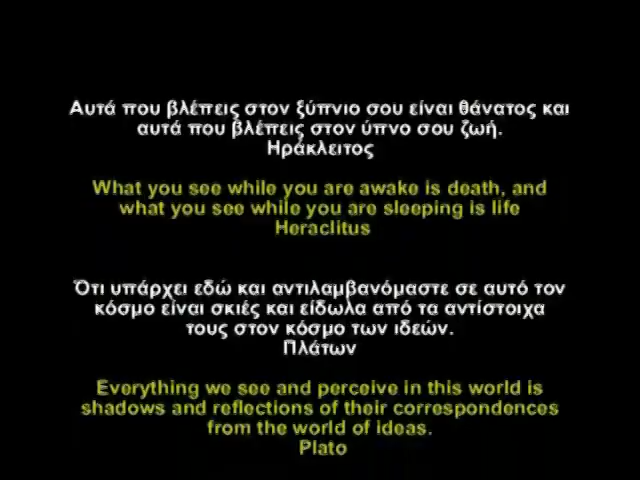 Αυτά που βλέπεις στον ξύπνιο σου είναι θάνατος και
αυτά που βλέπεις στον ύπνο σου ζωή.
Ηράκλειτος
What you see while you are awake is death, and
what you see while you are sleeping is life
Heraclitus
Ότι υπάρχει εδώ και αντιλαμβανόμαστε σε αυτό τον
κόσμο είναι σκιές και είδωλα από τα αντίστοιχα
τους στον κόσμο των ιδεών.
Πλάτων
Everything we see and perceive in this world is
shadows and reflections of their correspondences
from the world of ideas.
Plato